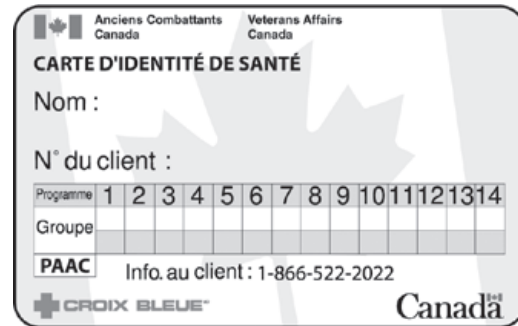 Anciens Combattants Canada
Veterans Affairs Canada
CARTE D'IDENTITÉ DE SANTÉ
Nom :
N° du client :
Programme 1 2 3 4 5 6 7 8 9 10 11 12 13 14
Groupe
PAAC Info. au client : 1-866-522-2022
CROIX BLEUE Canada